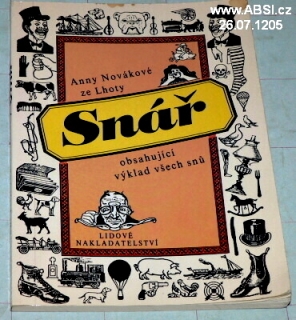 www.ABSI.cz
26.07.1205
Anny Novákové
ze Lhoty
Snář
obsahující
výklad všech snů
LIDOVÉ
NAKLADATELSTVÍ